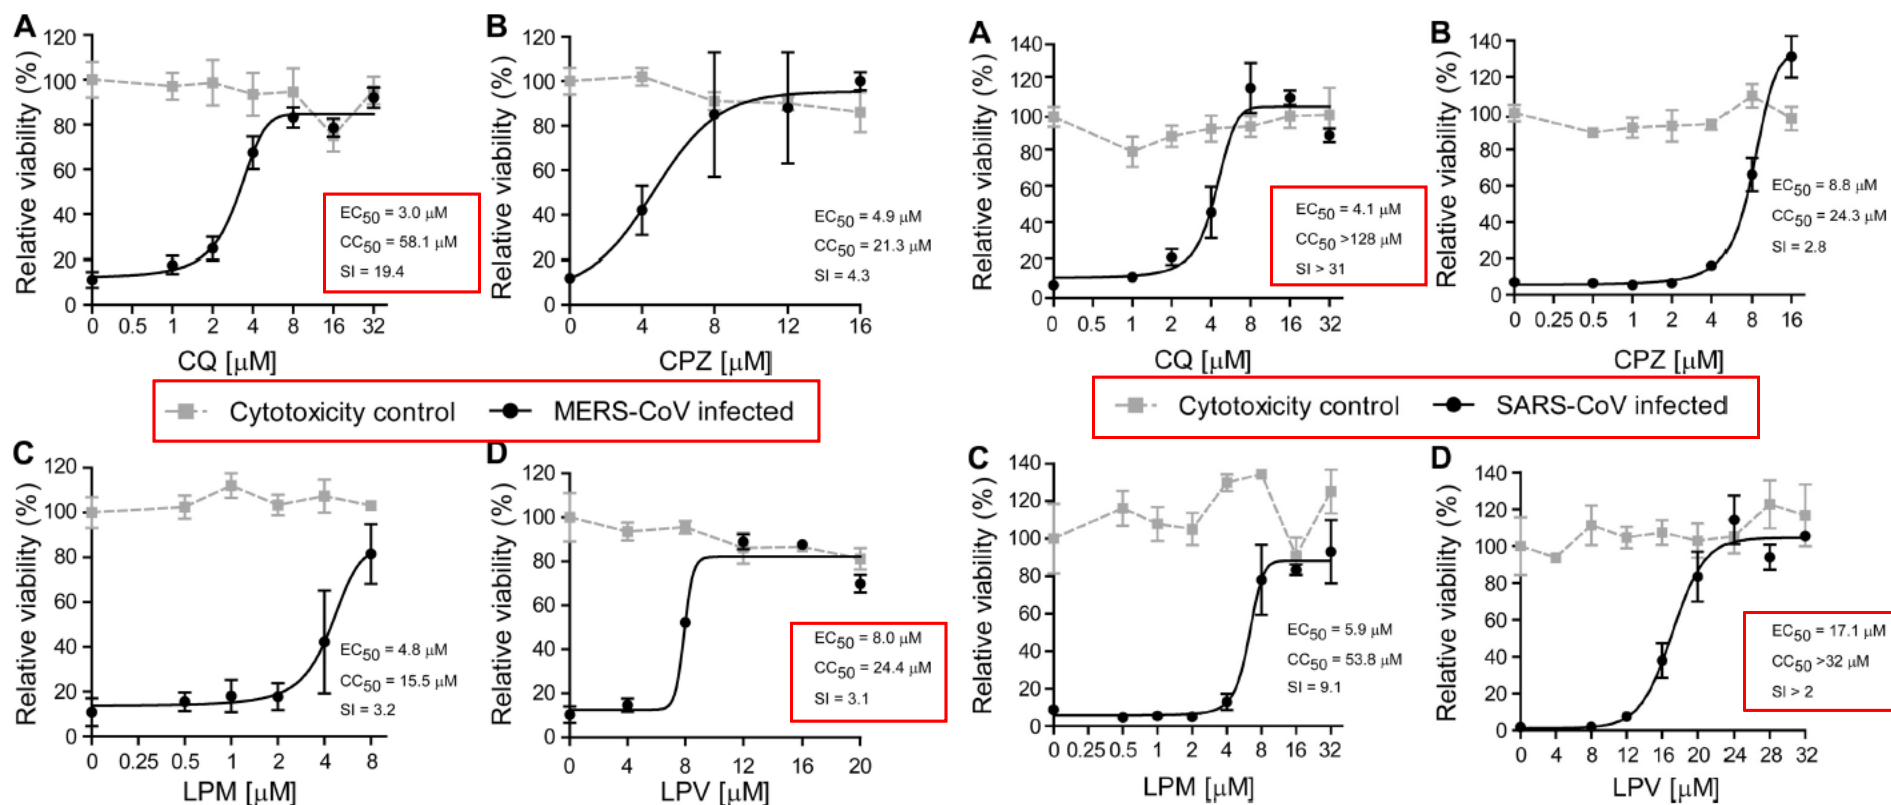 A
Relative viability (%)
120
100
80
60
40
20
0
EC50 = 3.0 µM
CC50 = 58.1 µM
SI = 19.4
0 0.5 1 2 4 8 16 32
CQ [µM]
B
Relative viability (%)
120
100
80
60
40
20
0
EC50 = 4.9 µM
CC50 = 21.3 µM
SI = 4.3
0 4 8 12 16
CPZ [µM]
Cytotoxicity control MERS-CoV infected
C
Relative viability (%)
120
100
80
60
40
20
0
EC50 = 4.8 µM
CC50 = 15.5 µM
SI = 3.2
0 0.25 0.5 1 2 4 8
LPM [µM]
D
Relative viability (%)
120
100
80
60
40
20
0
EC50 = 8.0 µM
CC50 = 24.4 µM
SI = 3.1
0 4 8 12 16 20
LPV [µM]
A
Relative viability (%)
140
120
100
80
60
40
20
0
EC50 = 4.1 µM
CC50 >128 µM
SI > 31
0 0.5 1 2 4 8 16 32
CQ [µM]
B
Relative viability (%)
140
120
100
80
60
40
20
0
EC50 = 8.8 µM
CC50 = 24.3 µM
SI = 2.8
0 0.25 0.5 1 2 4 8 16
CPZ [µM]
Cytotoxicity control SARS-CoV infected
C
Relative viability (%)
140
120
100
80
60
40
20
0
EC50 = 5.9 µM
CC50 = 53.8 µM
SI = 9.1
0 0.25 0.5 1 2 4 8 16 32
LPM [µM]
D
Relative viability (%)
140
120
100
80
60
40
20
0
EC50 = 17.1 µM
CC50 >32 µM
SI > 2
0 4 8 12 16 20 24 28 32
LPV [µM]